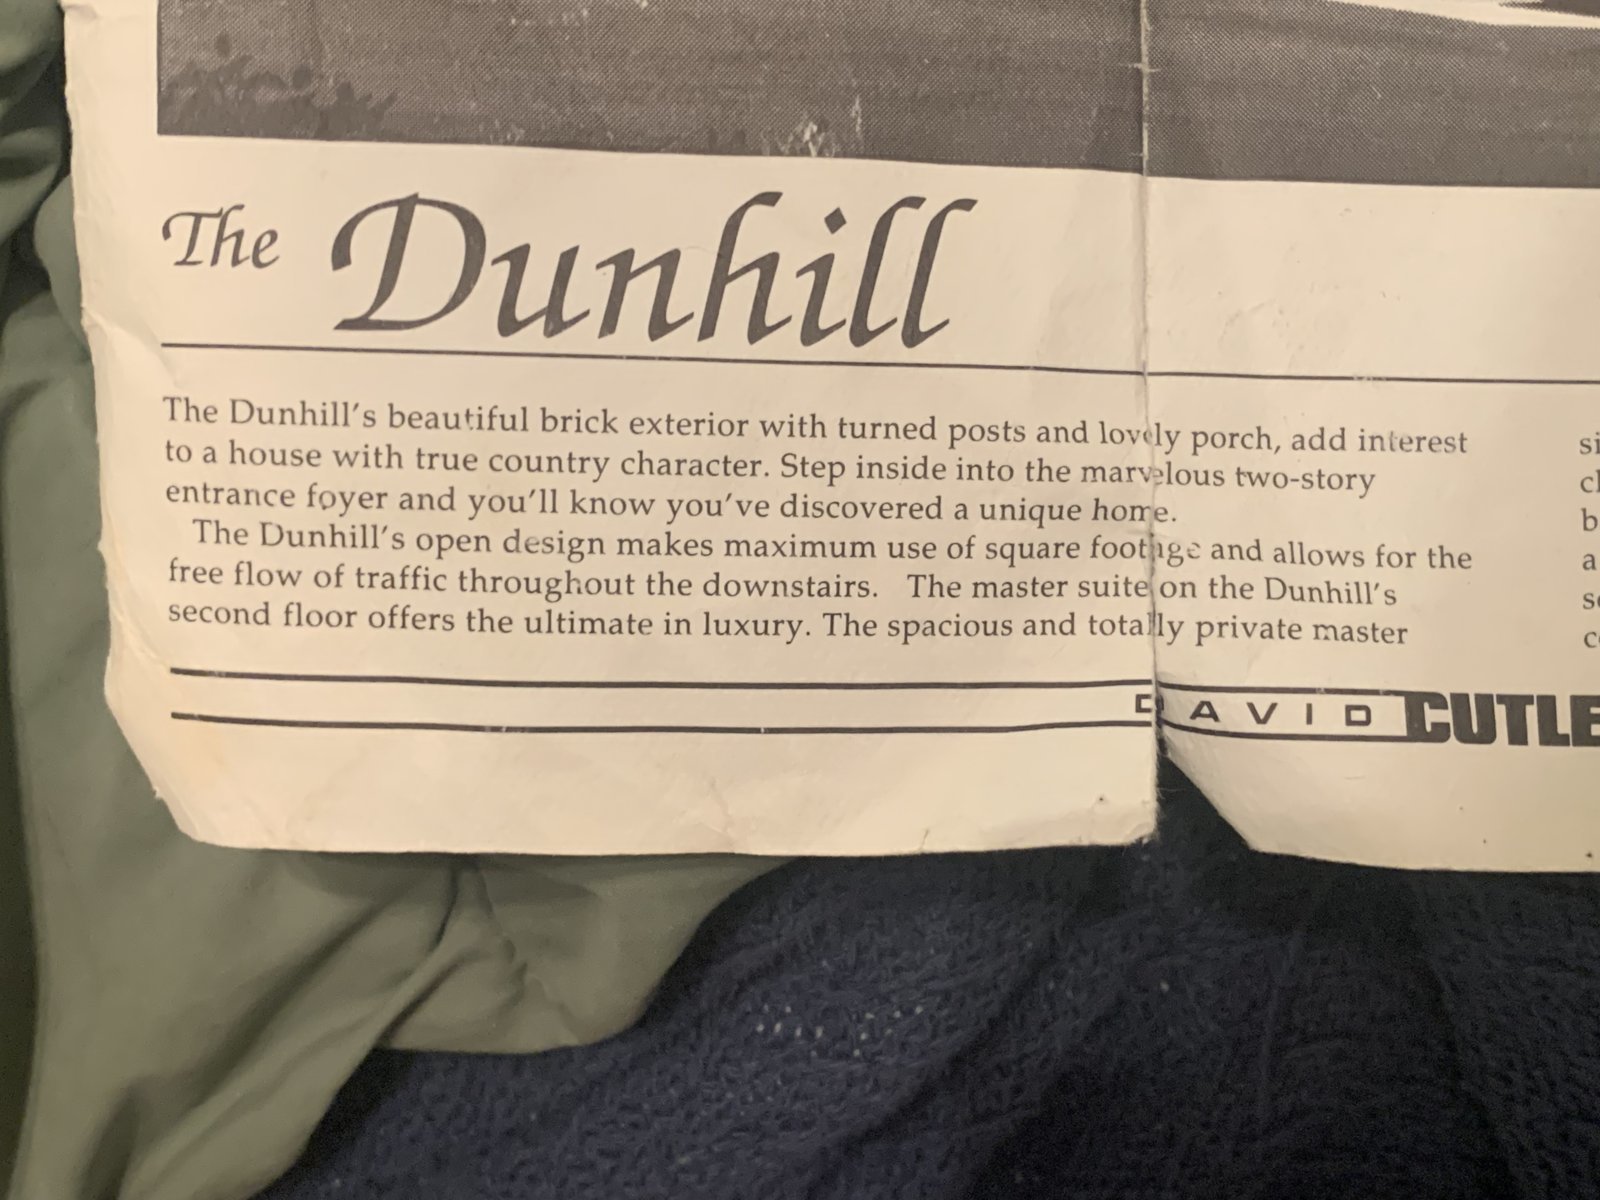 The Dunhill
The Dunhill's beautiful brick exterior with turned posts and lovely porch, add interest
to a house with true country character. Step inside into the marvelous two-story
entrance foyer and you'll know you've discovered a unique home.
The Dunhill's open design makes maximum use of square footage and allows for the
free flow of traffic throughout the downstairs. The master suite on the Dunhill's
second floor offers the ultimate in luxury. The spacious and totally private master
DAVID CUTLE